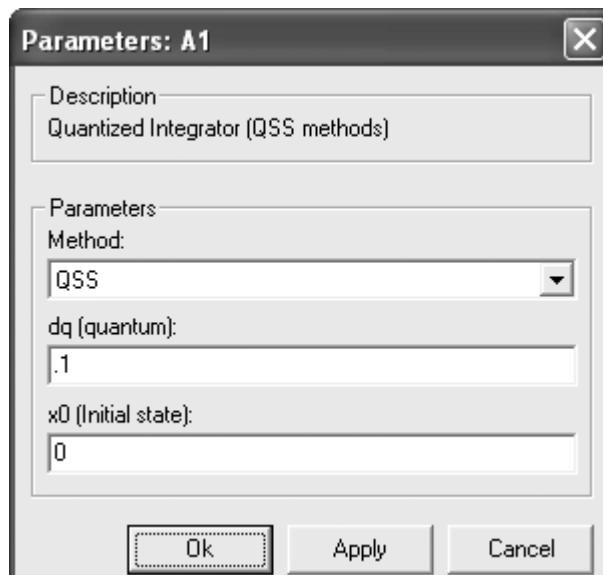 Parameters: A1
Description
Quantized Integrator (QSS methods)
Parameters
Method:
QSS
dq (quantum):
.1
x0 (Initial state):
0
Ok Apply Cancel